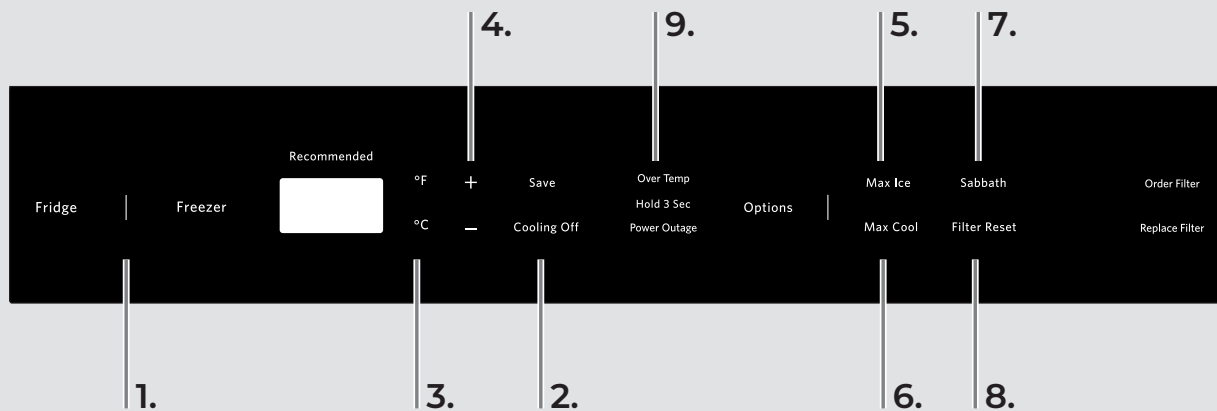 4. 9. 5. 7.
Recommended
°F + Save Over Temp Max Ice Sabbath Order Filter
Fridge Freezer Hold 3 Sec Options
°C – Cooling Off Power Outage Max Cool Filter Reset Replace Filter
1. 3. 2. 6. 8.